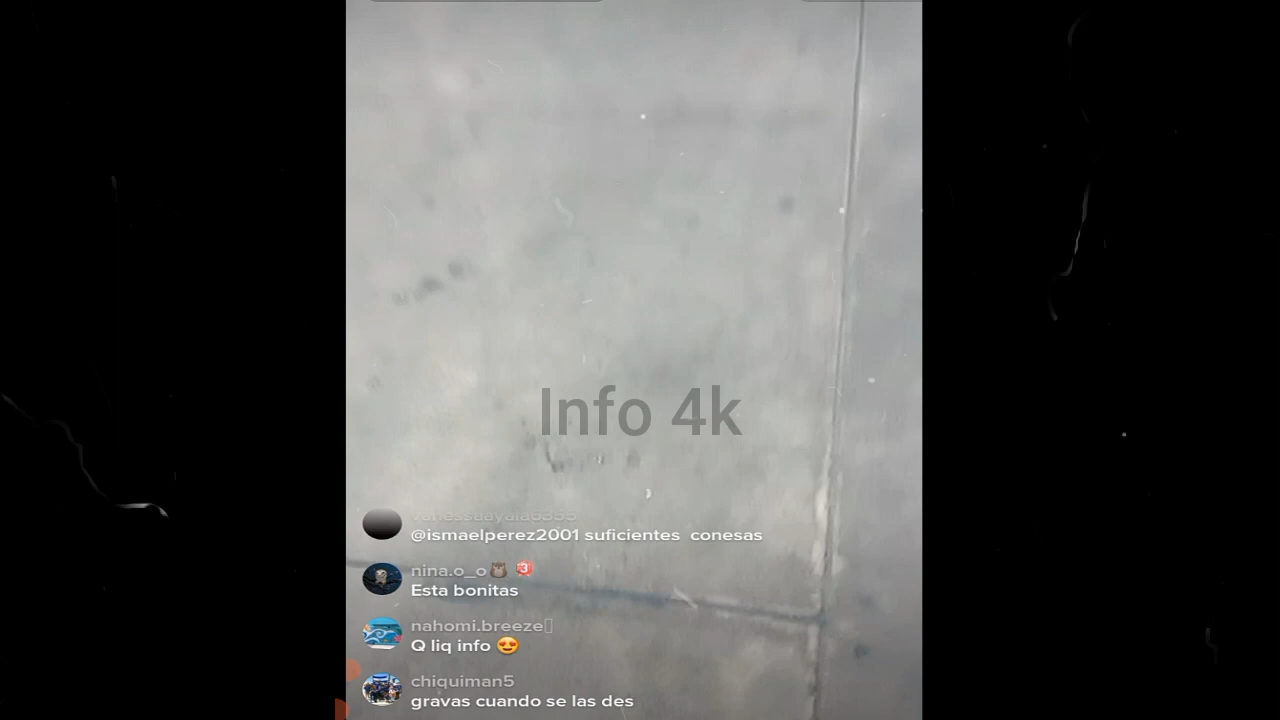 Info 4k
@ismaelperez2001 suficientes conesas
nina.o_o 3
Esta bonitas
nahomi.breeze
Q liq info
chiquiman5
gravas cuando se las des